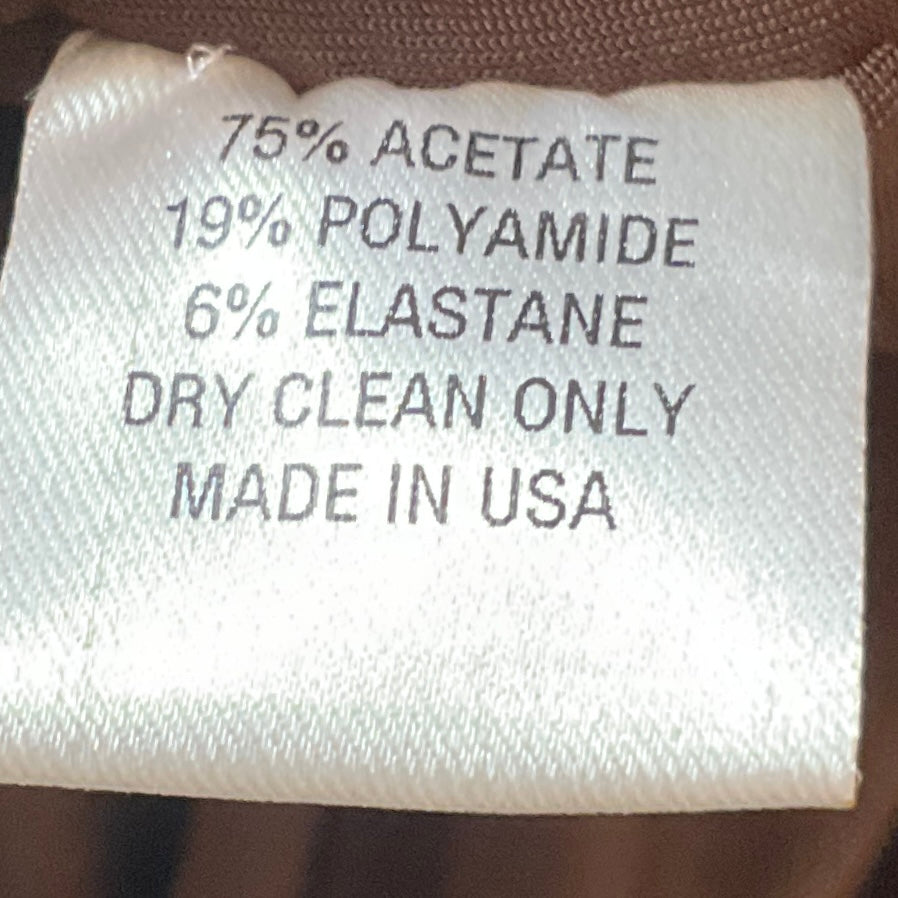 75% ACETATE
19% POLYAMIDE
6% ELASTANE
DRY CLEAN ONLY
MADE IN USA